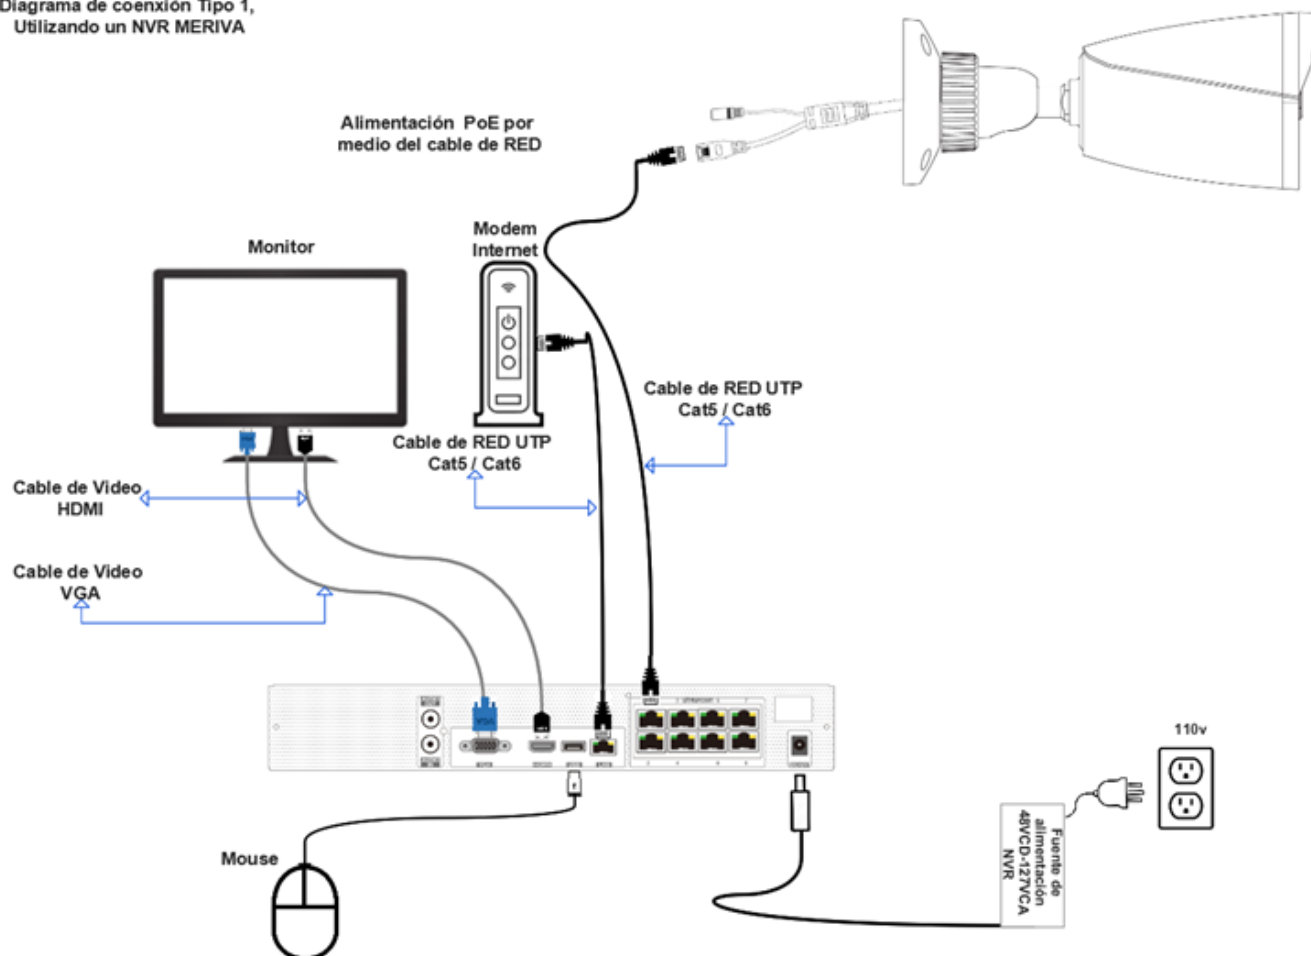 Diagrama de coenxión Tipo 1,
Utilizando un NVR MERIVA
Alimentación PoE por
medio del cable de RED
Modem
Internet
Monitor
Cable de RED UTP
Cat5 / Cat6
Cable de RED UTP
Cat5 / Cat6
Cable de Video
HDMI
Cable de Video
VGA
VGA
110v
Fuente de
alimentación
48VCD-127VCA
NVR
Mouse